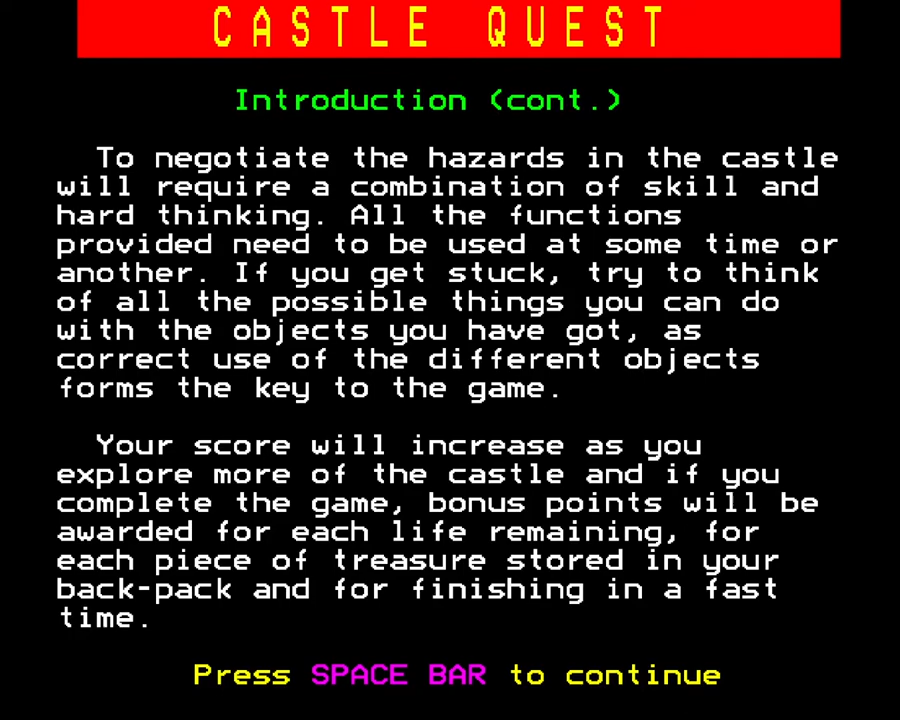 CASTLE QUEST
Introduction (cont.)
To negotiate the hazards in the castle
will require a combination of skill and
hard thinking. All the functions
provided need to be used at some time or
another. If you get stuck, try to think
of all the possible things you can do
with the objects you have got, as
correct use of the different objects
forms the key to the game.
Your score will increase as you
explore more of the castle and if you
complete the game, bonus points will be
awarded for each life remaining, for
each piece of treasure stored in your
back-pack and for finishing in a fast
time.
Press SPACE BAR to continue